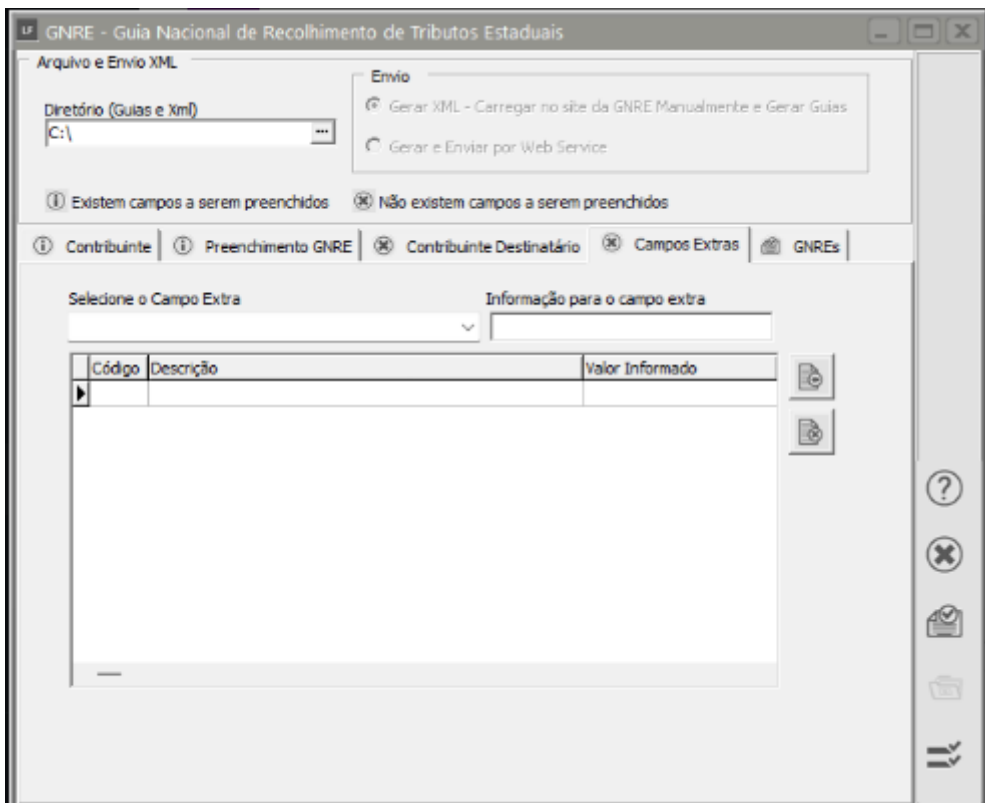 LF GNRE - Guia Nacional de Recolhimento de Tributos Estaduais
Arquivo e Envio XML
Diretório (Guias e Xml)
C:\
Envio
Gerar XML - Carregar no site da GNRE Manualmente e Gerar Guias
Gerar e Enviar por Web Service
Existem campos a serem preenchidos
Não existem campos a serem preenchidos
Contribuinte
Preenchimento GNRE
Contribuinte Destinatário
Campos Extras
GNREs
Selecione o Campo Extra
Informação para o campo extra
Código Descrição Valor Informado